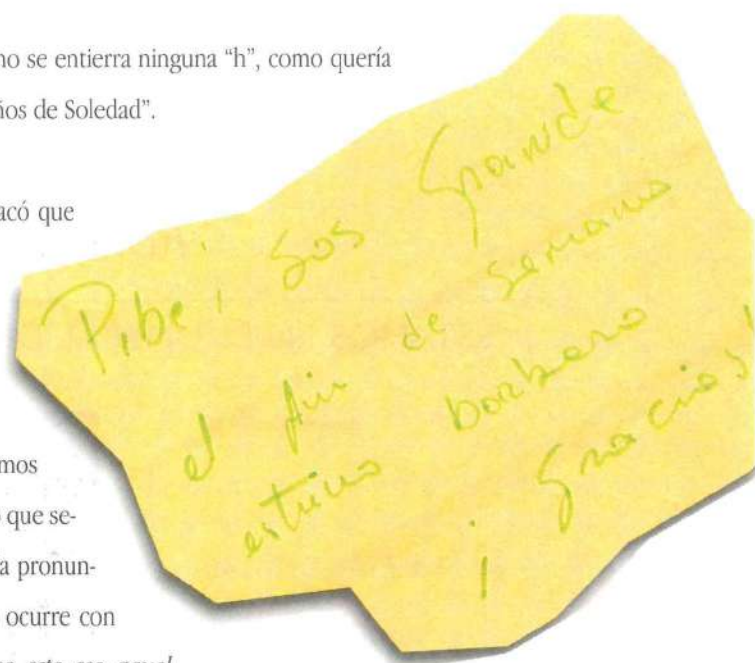 no se entierra ninguna “h”, como quería
ños de Soledad”.
acó que
mos
o que se-
a pronun-
ocurre con
Pibe, sos grande
el fin de semana
estuvo barbaro
¡Gracias!